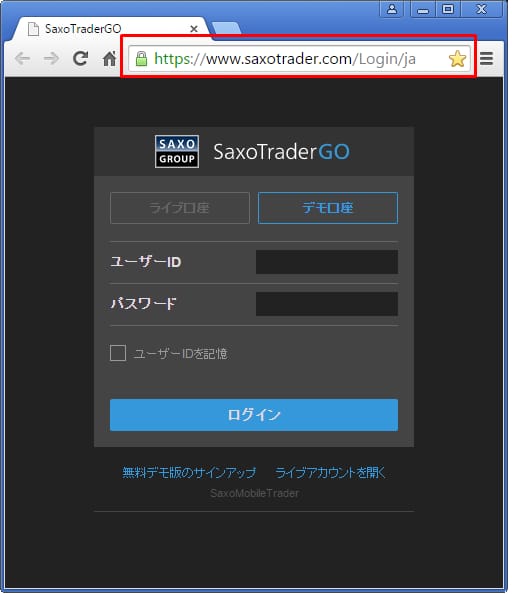 SaxoTraderGO
https://www.saxotrader.com/Login/ja
SAXO
GROUP
SaxoTraderGO
ライブ口座 デモ口座
ユーザーID
パスワード
ユーザーIDを記憶
ログイン
無料デモ版のサインアップ ライブアカウントを開く
SaxoMobileTrader